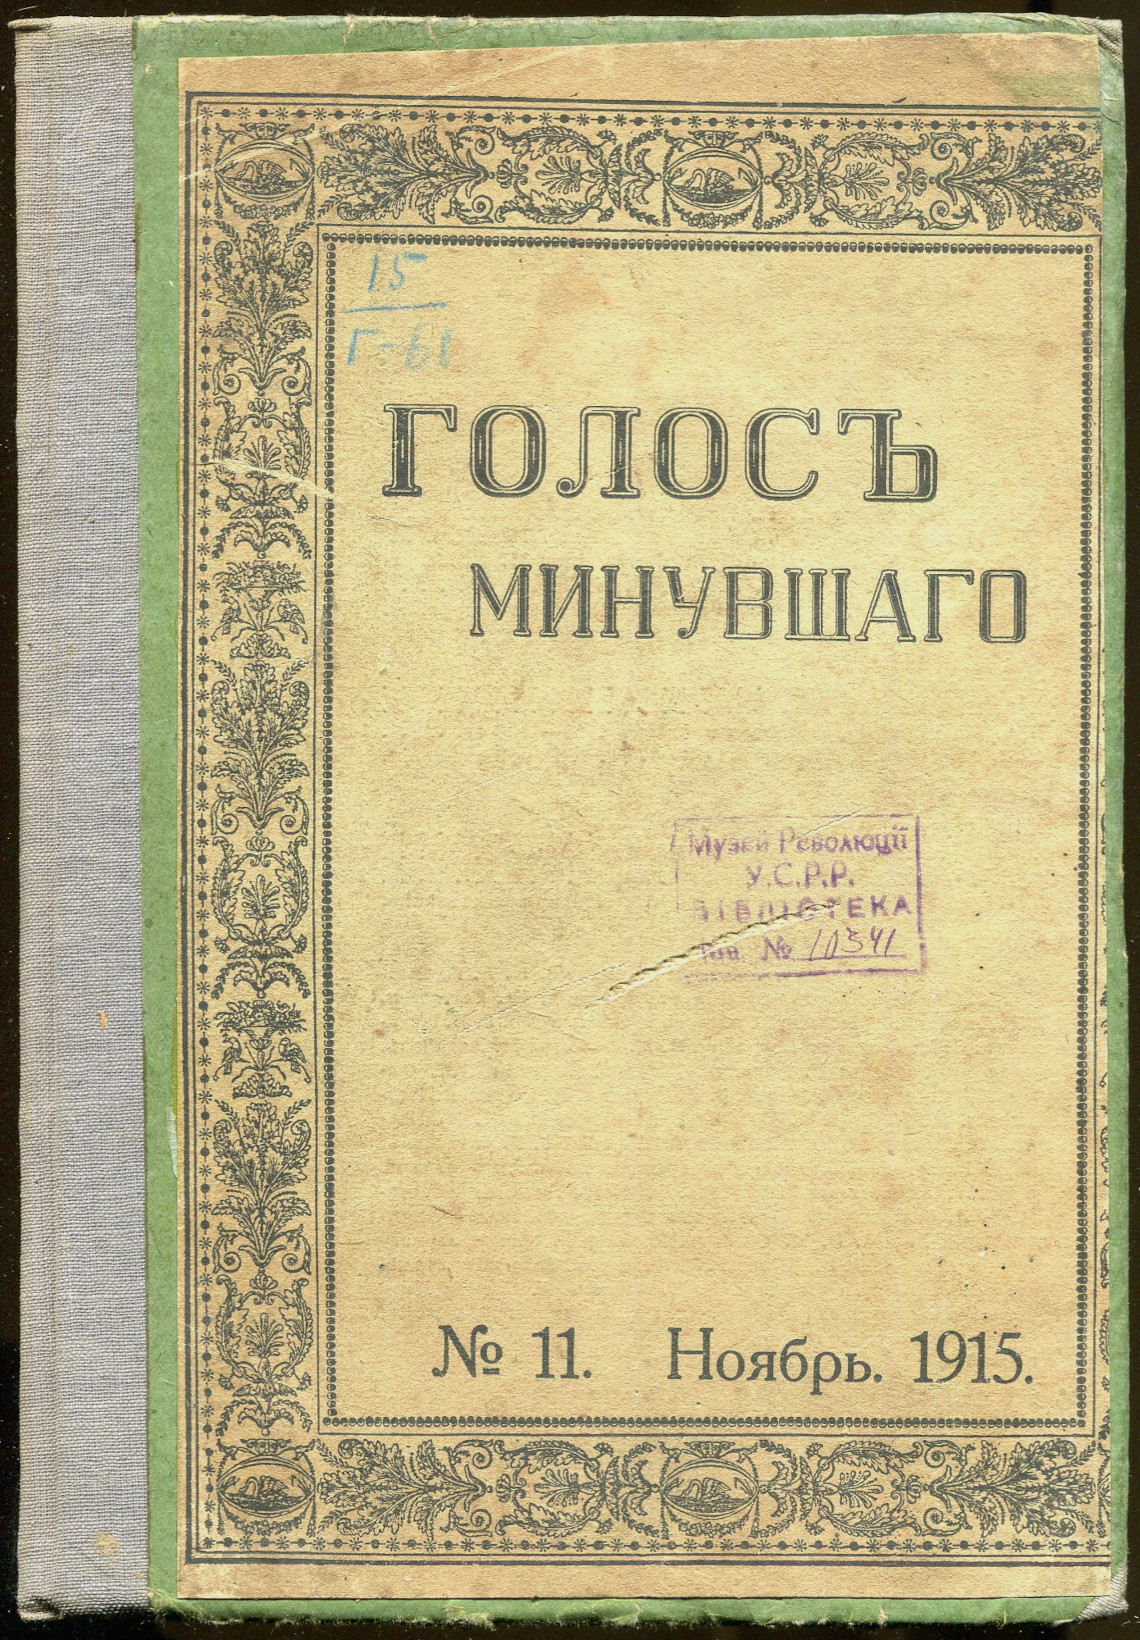 15
Г-61
ГОЛОСЪ
МИНУВШАГО
Музей Революції
У.С.Р.Р.
БІБЛІОТЕКА
Інв. № 10341
№ 11. Ноябрь. 1915.